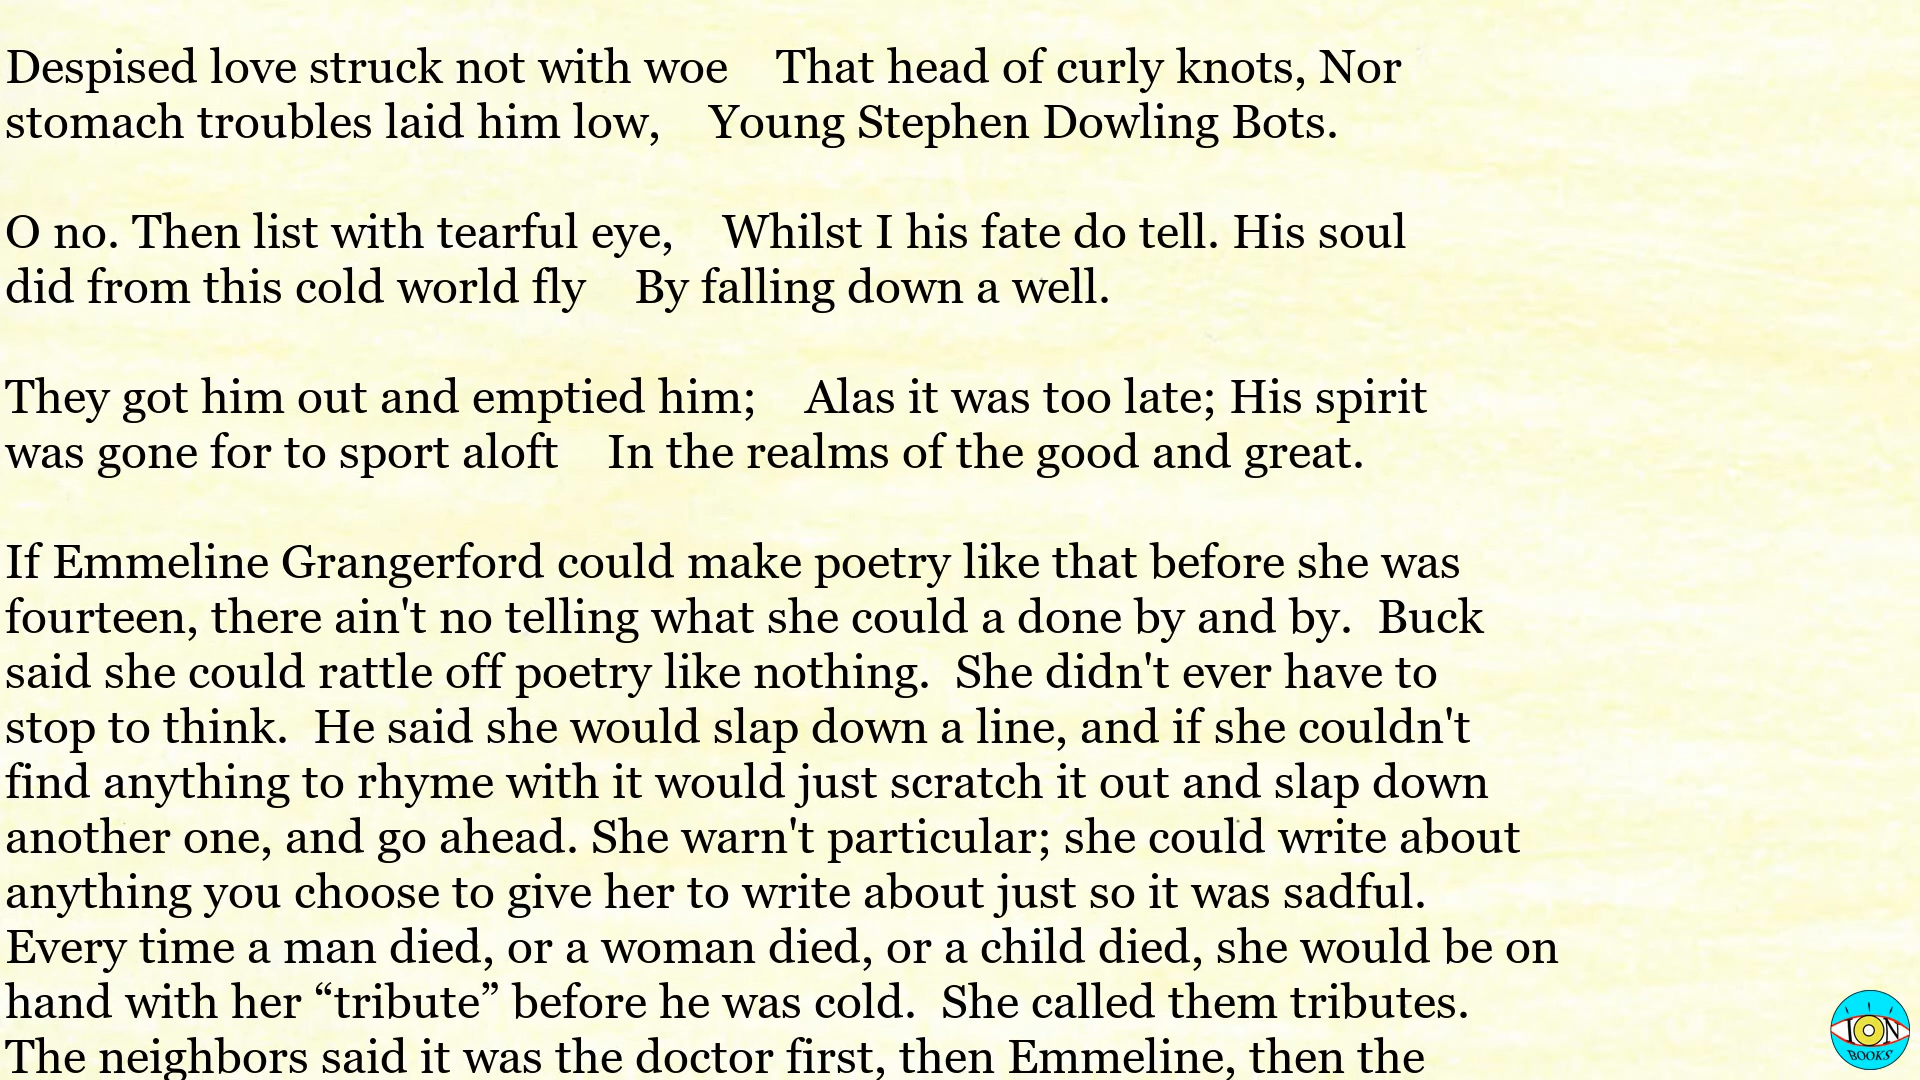 Despised love struck not with woe    That head of curly knots, Nor
stomach troubles laid him low,    Young Stephen Dowling Bots.
O no. Then list with tearful eye,    Whilst I his fate do tell. His soul
did from this cold world fly    By falling down a well.
They got him out and emptied him;    Alas it was too late; His spirit
was gone for to sport aloft    In the realms of the good and great.
If Emmeline Grangerford could make poetry like that before she was
fourteen, there ain't no telling what she could a done by and by.  Buck
said she could rattle off poetry like nothing.  She didn't ever have to
stop to think.  He said she would slap down a line, and if she couldn't
find anything to rhyme with it would just scratch it out and slap down
another one, and go ahead. She warn't particular; she could write about
anything you choose to give her to write about just so it was sadful.
Every time a man died, or a woman died, or a child died, she would be on
hand with her “tribute” before he was cold.  She called them tributes.
The neighbors said it was the doctor first, then Emmeline, then the
ION
BOOKS